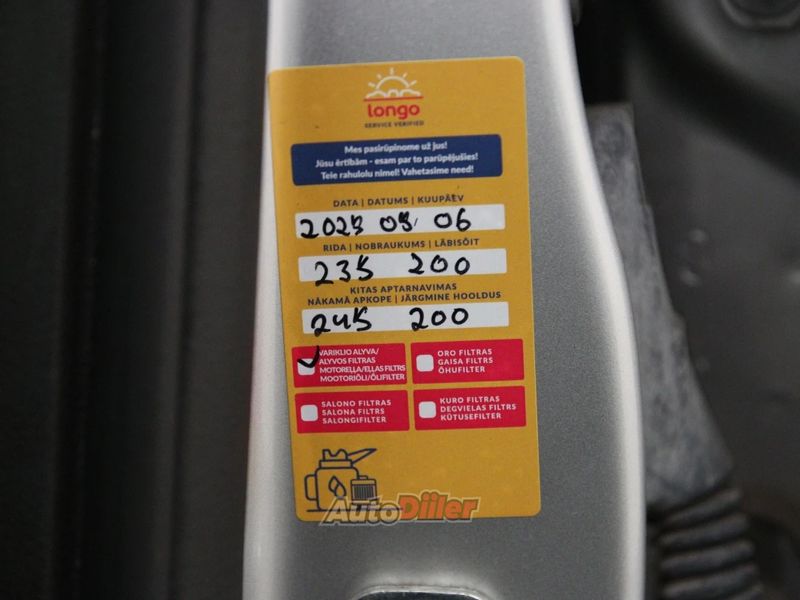 longo
SERVICE VERIFIED
Mes pasirūpinome už jus!
Jūsu ērtībām - esam par to parūpējušies!
Teie rahulolu nimel! Vahetasime need!
DATA | DATUMS | KUUPÄEV
2023 05 06
RIDA | NOBRAUKUMS | LÄBISÕIT
235 200
KITAS APTARNAVIMAS
NĀKAMĀ APKOPE | JÄRGMINE HOOLDUS
245 200
VARIKLIO ALYVA/
ALYVOS FILTRAS
MOTOREĻĻA/EĻĻAS FILTRS
MOOTORIÕLI/ÕLIFILTER
ORO FILTRAS
GAISA FILTRS
ÕHUFILTER
SALONO FILTRAS
SALONA FILTRS
SALONGIFILTER
KURO FILTRAS
DEGVIELAS FILTRS
KÜTUSEFILTER
AutoDiiler